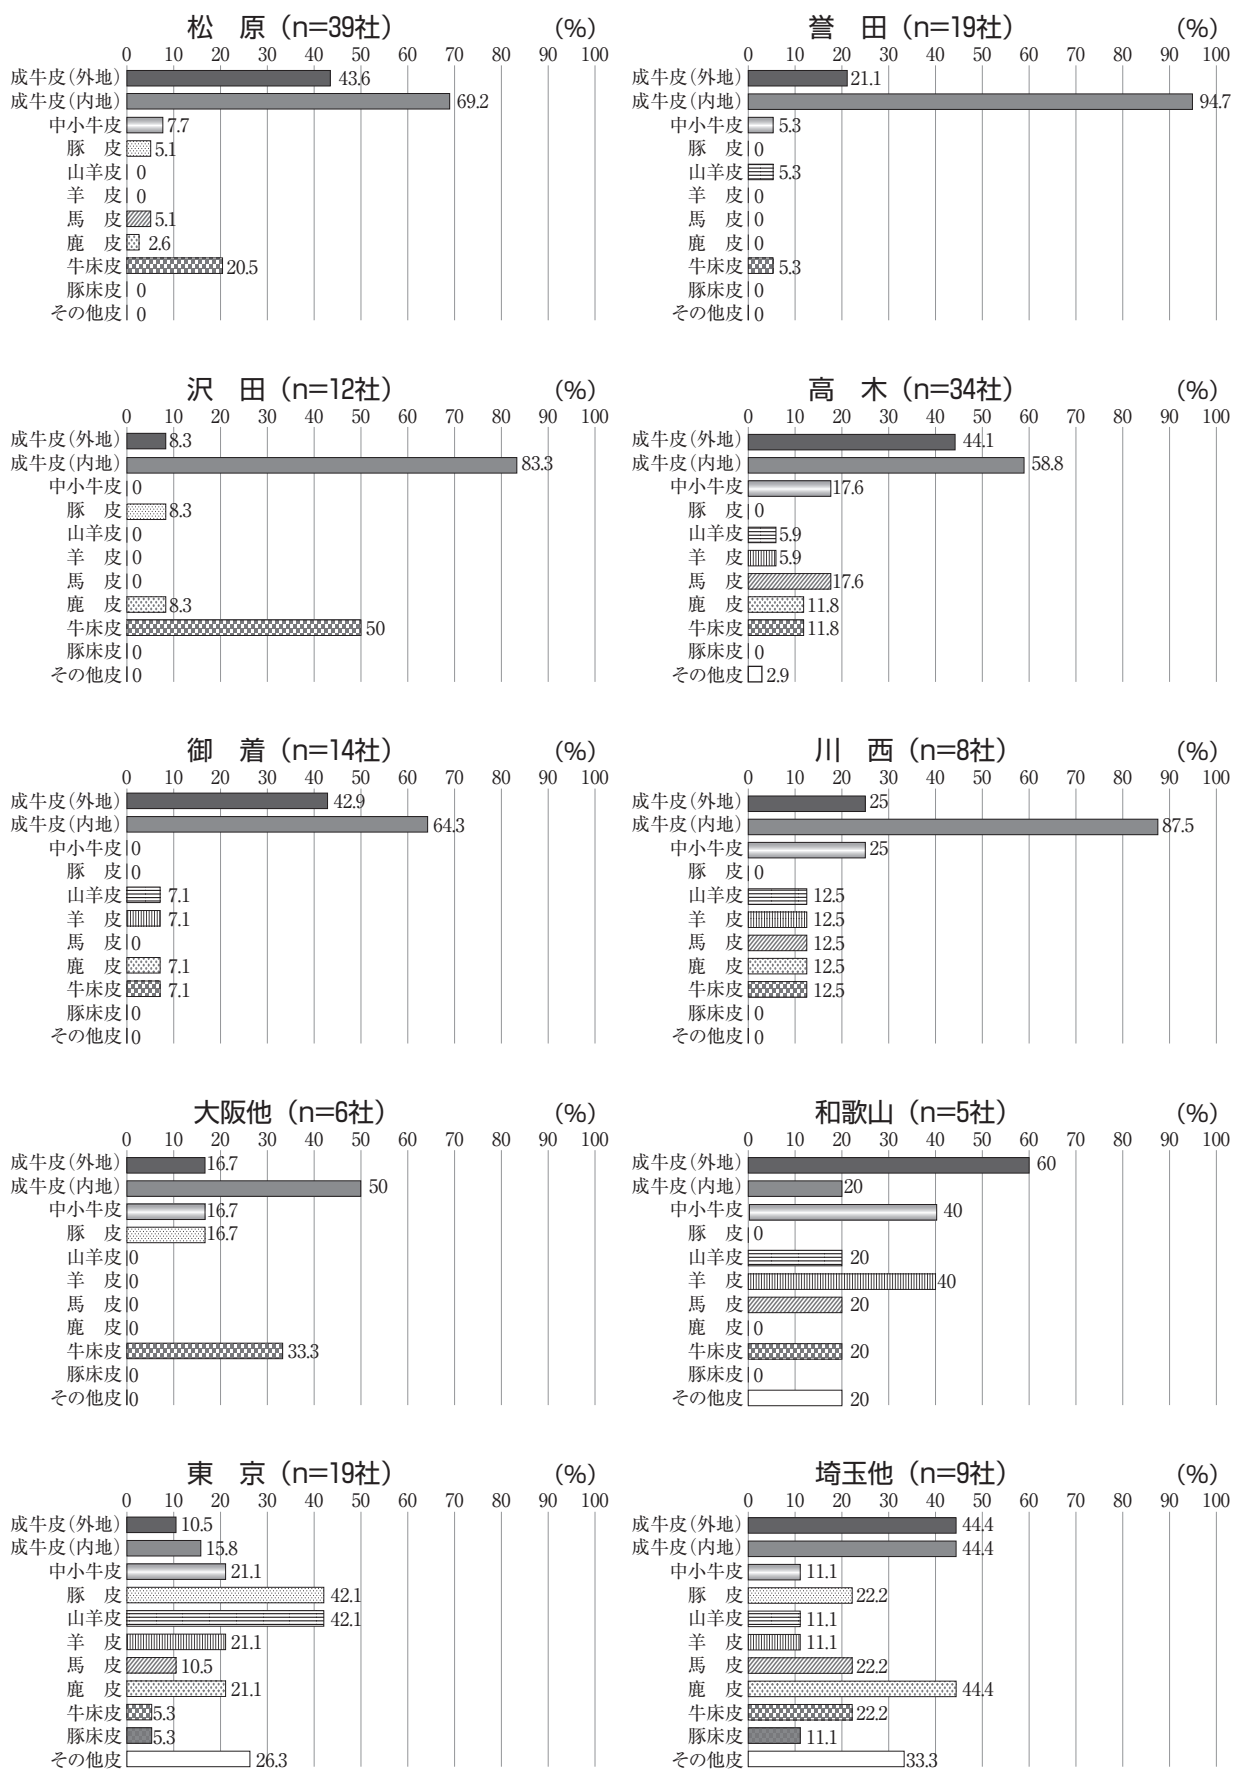 松　原（n=39社）　(%)
0 10 20 30 40 50 60 70 80 90 100
成牛皮(外地) 43.6
成牛皮(内地) 69.2
中小牛皮 7.7
豚　皮 5.1
山羊皮 0
羊　皮 0
馬　皮 5.1
鹿　皮 2.6
牛床皮 20.5
豚床皮 0
その他皮 0
誉　田（n=19社）　(%)
0 10 20 30 40 50 60 70 80 90 100
成牛皮(外地) 21.1
成牛皮(内地) 94.7
中小牛皮 5.3
豚　皮 0
山羊皮 5.3
羊　皮 0
馬　皮 0
鹿　皮 0
牛床皮 5.3
豚床皮 0
その他皮 0
沢　田（n=12社）　(%)
0 10 20 30 40 50 60 70 80 90 100
成牛皮(外地) 8.3
成牛皮(内地) 83.3
中小牛皮 0
豚　皮 8.3
山羊皮 0
羊　皮 0
馬　皮 0
鹿　皮 8.3
牛床皮 50
豚床皮 0
その他皮 0
高　木（n=34社）　(%)
0 10 20 30 40 50 60 70 80 90 100
成牛皮(外地) 44.1
成牛皮(内地) 58.8
中小牛皮 17.6
豚　皮 0
山羊皮 5.9
羊　皮 5.9
馬　皮 17.6
鹿　皮 11.8
牛床皮 11.8
豚床皮 0
その他皮 2.9
御　着（n=14社）　(%)
0 10 20 30 40 50 60 70 80 90 100
成牛皮(外地) 42.9
成牛皮(内地) 64.3
中小牛皮 0
豚　皮 0
山羊皮 7.1
羊　皮 7.1
馬　皮 0
鹿　皮 7.1
牛床皮 7.1
豚床皮 0
その他皮 0
川　西（n=8社）　(%)
0 10 20 30 40 50 60 70 80 90 100
成牛皮(外地) 25
成牛皮(内地) 87.5
中小牛皮 25
豚　皮 0
山羊皮 12.5
羊　皮 12.5
馬　皮 12.5
鹿　皮 12.5
牛床皮 12.5
豚床皮 0
その他皮 0
大阪他（n=6社）　(%)
0 10 20 30 40 50 60 70 80 90 100
成牛皮(外地) 16.7
成牛皮(内地) 50
中小牛皮 16.7
豚　皮 16.7
山羊皮 0
羊　皮 0
馬　皮 0
鹿　皮 0
牛床皮 33.3
豚床皮 0
その他皮 0
和歌山（n=5社）　(%)
0 10 20 30 40 50 60 70 80 90 100
成牛皮(外地) 60
成牛皮(内地) 20
中小牛皮 40
豚　皮 0
山羊皮 20
羊　皮 40
馬　皮 20
鹿　皮 0
牛床皮 20
豚床皮 0
その他皮 20
東　京（n=19社）　(%)
0 10 20 30 40 50 60 70 80 90 100
成牛皮(外地) 10.5
成牛皮(内地) 15.8
中小牛皮 21.1
豚　皮 42.1
山羊皮 42.1
羊　皮 21.1
馬　皮 10.5
鹿　皮 21.1
牛床皮 5.3
豚床皮 5.3
その他皮 26.3
埼玉他（n=9社）　(%)
0 10 20 30 40 50 60 70 80 90 100
成牛皮(外地) 44.4
成牛皮(内地) 44.4
中小牛皮 11.1
豚　皮 22.2
山羊皮 11.1
羊　皮 11.1
馬　皮 22.2
鹿　皮 44.4
牛床皮 22.2
豚床皮 11.1
その他皮 33.3